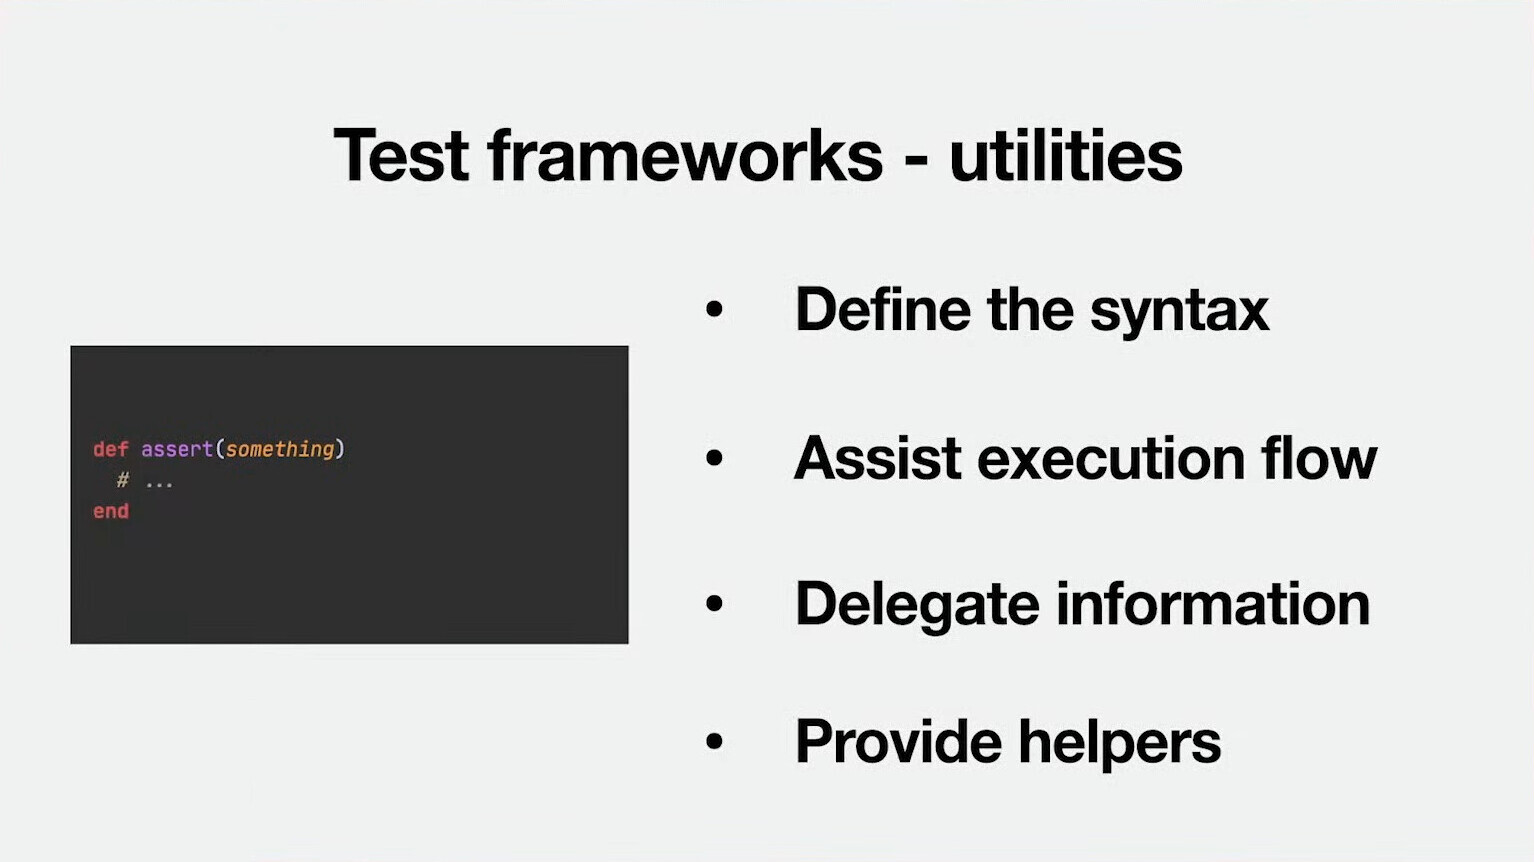 Test frameworks - utilities
def assert(something)
  # ...
end
• Define the syntax
• Assist execution flow
• Delegate information
• Provide helpers